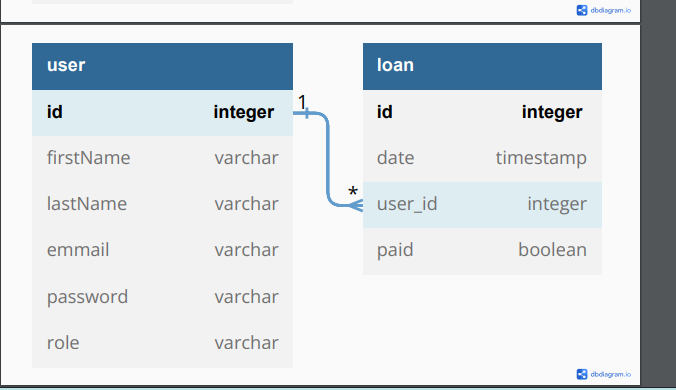 dbdiagram.io
user
id integer
firstName varchar
lastName varchar
emmail varchar
password varchar
role varchar
1
*
loan
id integer
date timestamp
user_id integer
paid boolean
dbdiagram.io